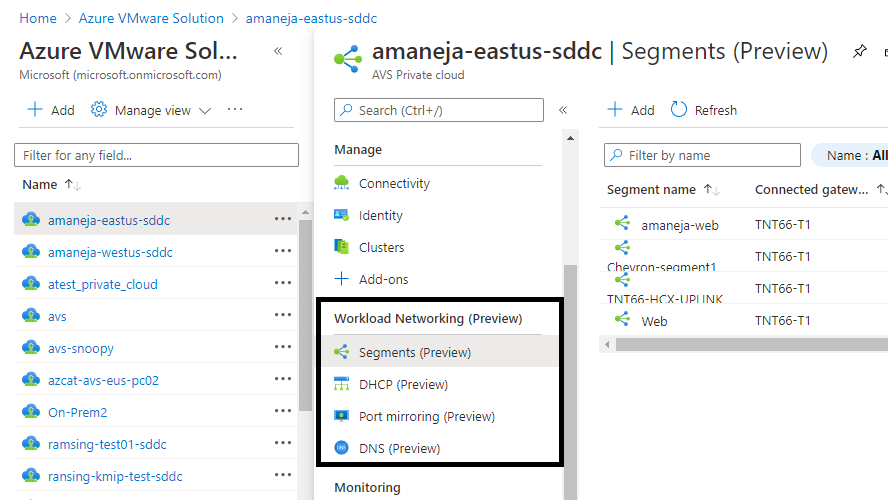 Home > Azure VMware Solution > amaneja-eastus-sddc
Azure VMware Sol... «
Microsoft (microsoft.onmicrosoft.com)
+ Add Manage view ...
Filter for any field...
Name ↑↓
amaneja-eastus-sddc ...
amaneja-westus-sddc ...
atest_private_cloud ...
avs ...
avs-snoopy ...
azcat-avs-eus-pc02 ...
On-Prem2 ...
ramsing-test01-sddc ...
ransing-kmip-test-sddc ...
amaneja-eastus-sddc | Segments (Preview)
AVS Private cloud
Search (Ctrl+/) «
Manage
Connectivity
Identity
Clusters
+ Add-ons
Workload Networking (Preview)
Segments (Preview)
DHCP (Preview)
Port mirroring (Preview)
DNS (Preview)
Monitoring
+ Add Refresh
Filter by name Name : All
Segment name ↑↓ Connected gatew... ↑↓
amaneja-web TNT66-T1
Chevron-segment1 TNT66-T1
TNT66-HCX-UPLINK TNT66-T1
Web TNT66-T1